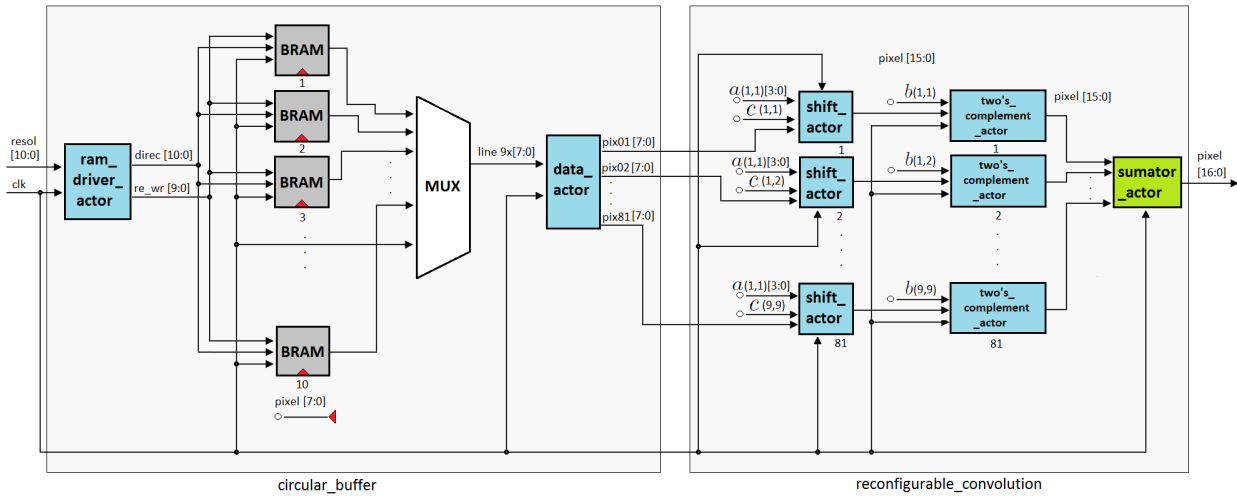 resol
[10:0]
clk
ram_
driver_
actor
direc [10:0]
re_wr [9:0]
BRAM
1
BRAM
2
BRAM
3
BRAM
10
pixel [7:0]
MUX
line 9x[7:0]
data_
actor
pix01 [7:0]
pix02 [7:0]
pix81 [7:0]
circular_buffer
a(1,1)[3:0]
c (1,1)
shift_
actor
1
a(1,1)[3:0]
c (1,2)
shift_
actor
2
a(1,1)[3:0]
c (9,9)
shift_
actor
81
pixel [15:0]
b(1,1)
two's_
complement
_actor
1
b(1,2)
two's_
complement
_actor
2
b(9,9)
two's_
complement
_actor
81
pixel [15:0]
sumator
_actor
pixel
[16:0]
reconfigurable_convolution